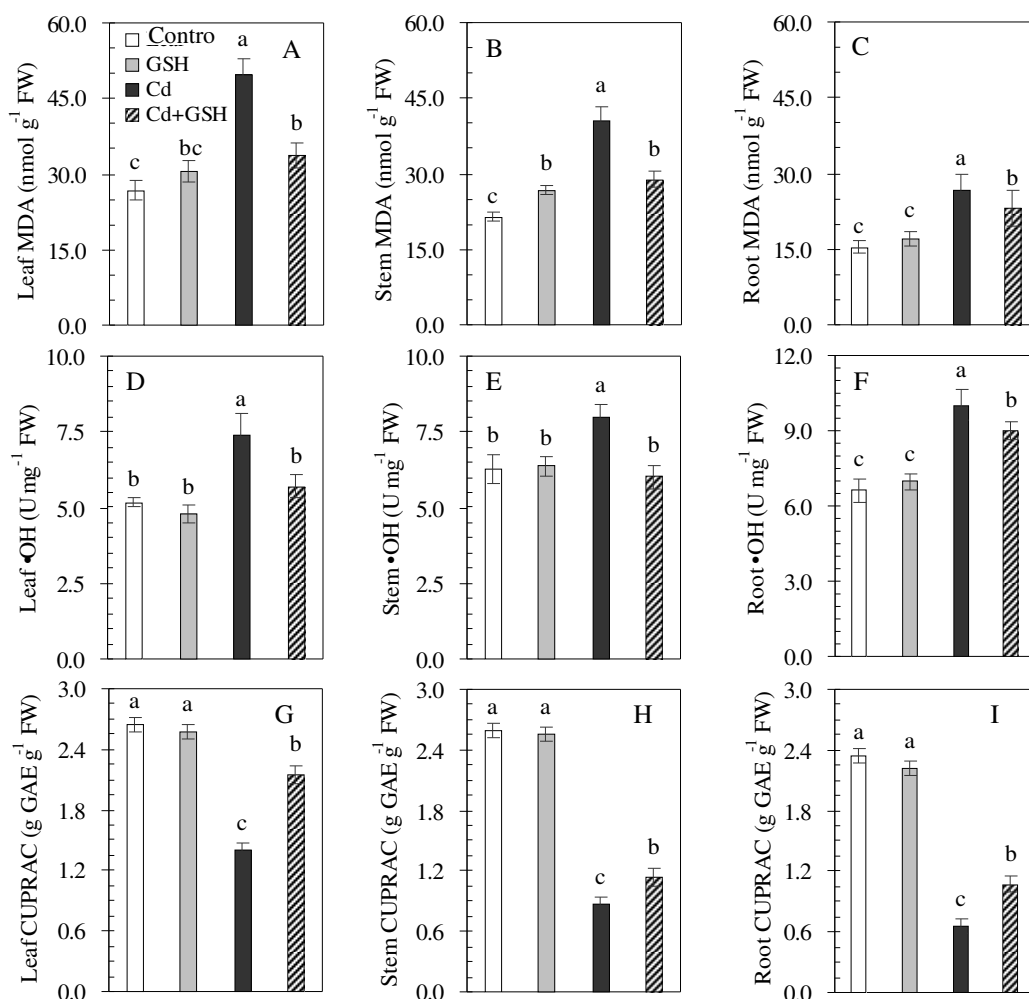 Leaf MDA (nmol g⁻¹ FW)
60.0
45.0
30.0
15.0
0.0
Contro
GSH
Cd
Cd+GSH
A
c
bc
a
b
Stem MDA (nmol g⁻¹ FW)
60.0
45.0
30.0
15.0
0.0
B
c
b
a
b
Root MDA (nmol g⁻¹ FW)
60.0
45.0
30.0
15.0
0.0
C
c
c
a
b
Leaf •OH (U mg⁻¹ FW)
10.0
7.5
5.0
2.5
0.0
D
b
b
a
b
Stem •OH (U mg⁻¹ FW)
10.0
7.5
5.0
2.5
0.0
E
b
b
a
b
Root •OH (U mg⁻¹ FW)
12.0
9.0
6.0
3.0
0.0
F
c
c
a
b
Leaf CUPRAC (g GAE g⁻¹ FW)
3.0
2.4
1.8
1.2
0.6
0.0
G
a
a
c
b
Stem CUPRAC (g GAE g⁻¹ FW)
3.0
2.4
1.8
1.2
0.6
0.0
H
a
a
c
b
Root CUPRAC (g GAE g⁻¹ FW)
3.0
2.4
1.8
1.2
0.6
0.0
I
a
a
c
b